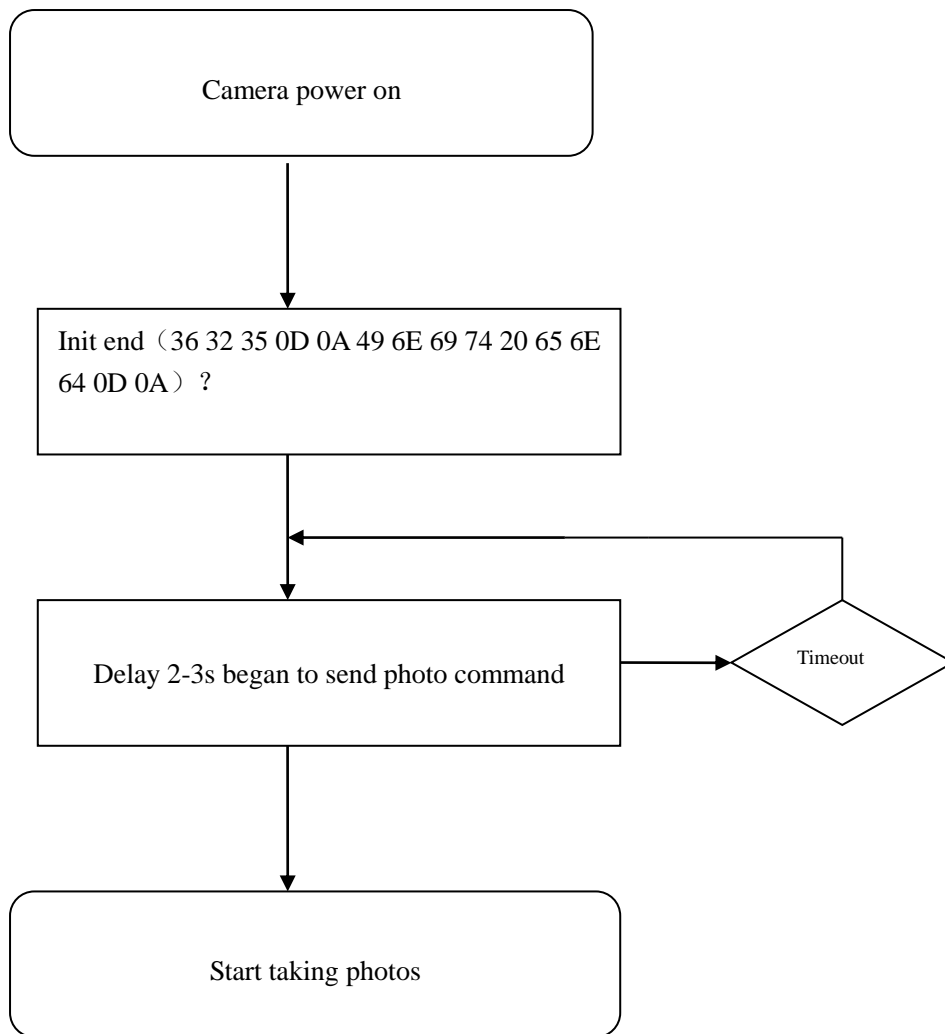 Camera power on
Init end（36 32 35 0D 0A 49 6E 69 74 20 65 6E
64 0D 0A）？
Delay 2-3s began to send photo command
Timeout
Start taking photos